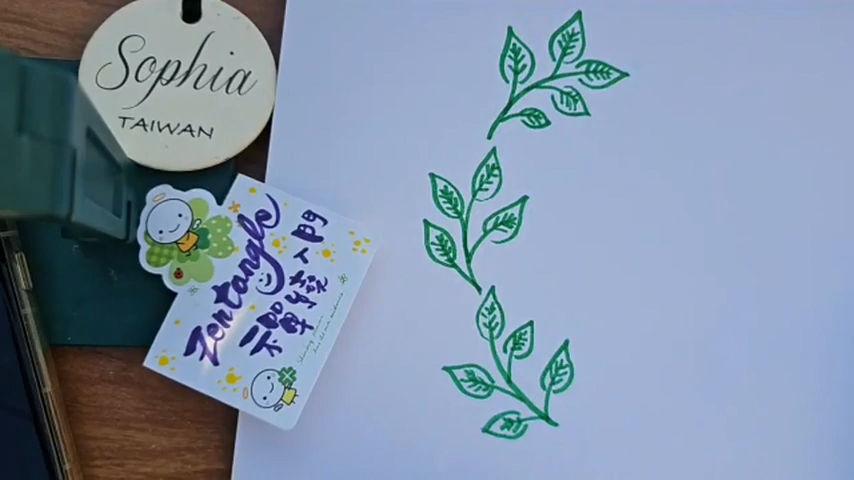 Sophia
TAIWAN
Zentangle
禪繞入門